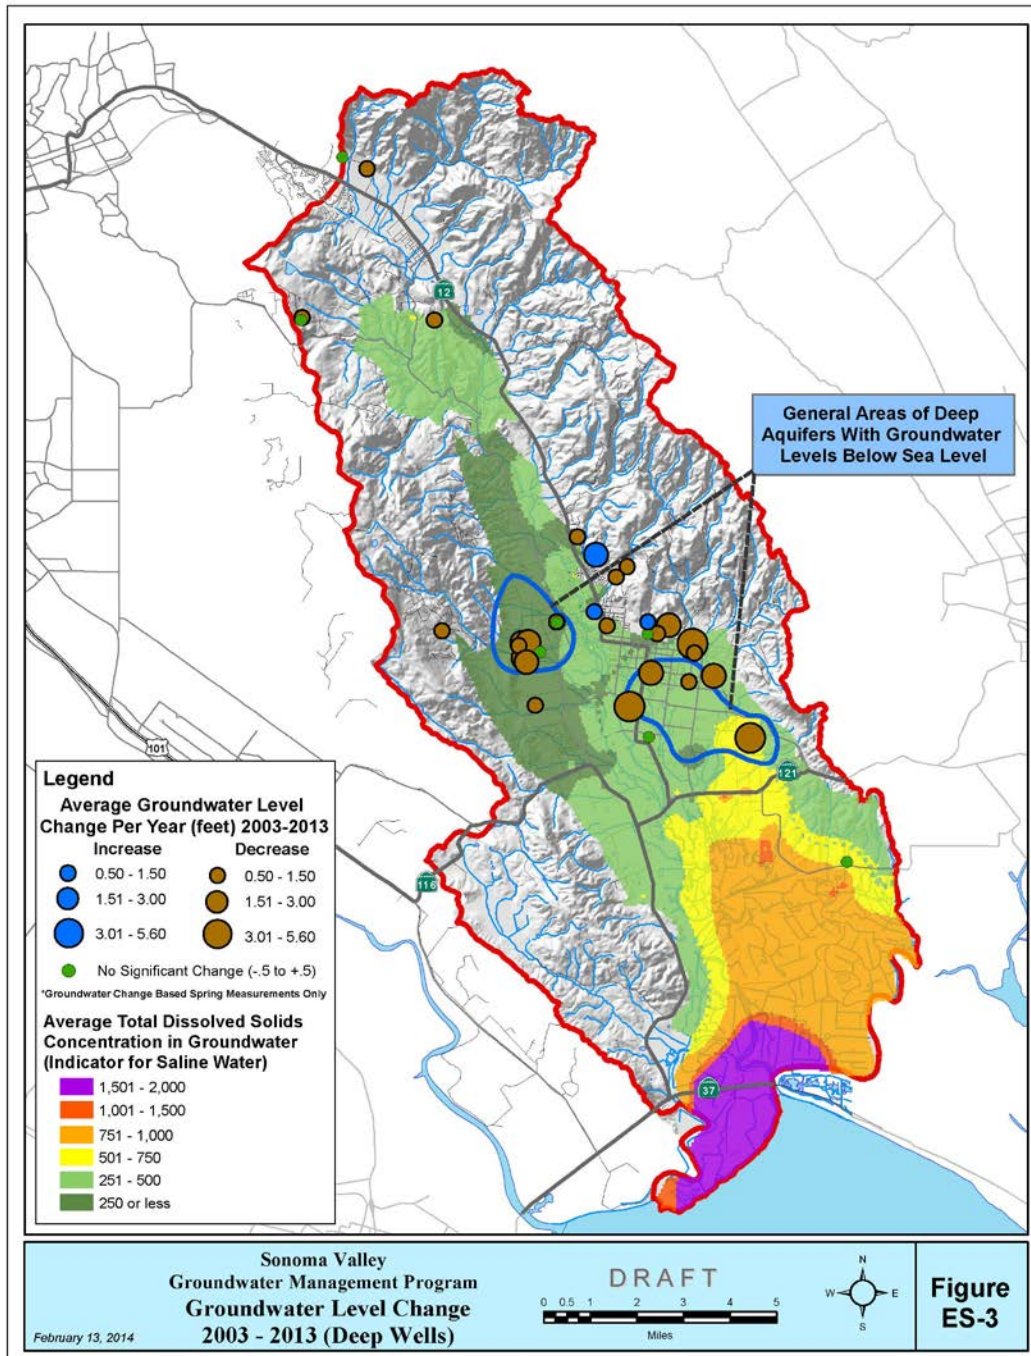 12
General Areas of Deep
Aquifers With Groundwater
Levels Below Sea Level
101
121
116
37
Legend
Average Groundwater Level
Change Per Year (feet) 2003-2013
Increase
Decrease
0.50 - 1.50
0.50 - 1.50
1.51 - 3.00
1.51 - 3.00
3.01 - 5.60
3.01 - 5.60
No Significant Change (-.5 to +.5)
*Groundwater Change Based Spring Measurements Only
Average Total Dissolved Solids
Concentration in Groundwater
(Indicator for Saline Water)
1,501 - 2,000
1,001 - 1,500
751 - 1,000
501 - 750
251 - 500
250 or less
Sonoma Valley
Groundwater Management Program
Groundwater Level Change
2003 - 2013 (Deep Wells)
February 13, 2014
DRAFT
0 0.5 1 2 3 4 5
Miles
N
W E
S
Figure
ES-3